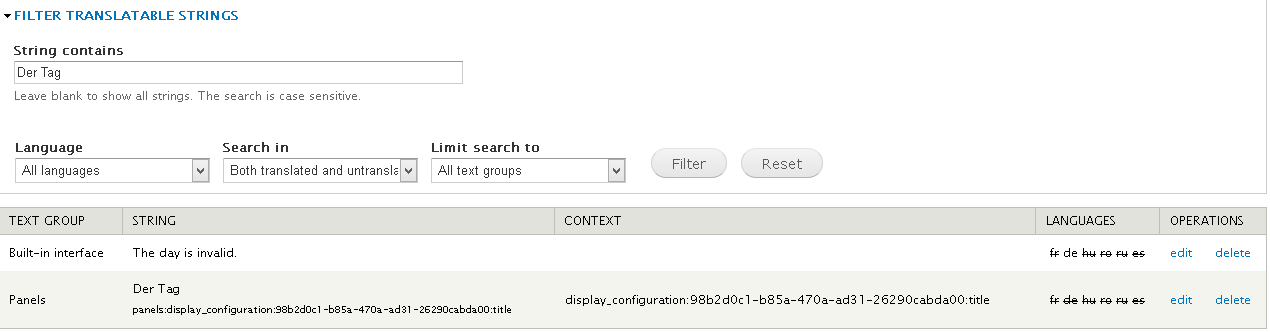 FILTER TRANSLATABLE STRINGS
String contains
Der Tag
Leave blank to show all strings. The search is case sensitive.
Language Search in Limit search to
All languages Both translated and untransla All text groups Filter Reset
TEXT GROUP STRING CONTEXT LANGUAGES OPERATIONS
Built-in interface The day is invalid. fr de hu ro ru es edit delete
Panels Der Tag display_configuration:98b2d0c1-b85a-470a-ad31-26290cabda00:title fr de hu ro ru es edit delete
panels:display_configuration:98b2d0c1-b85a-470a-ad31-26290cabda00:title